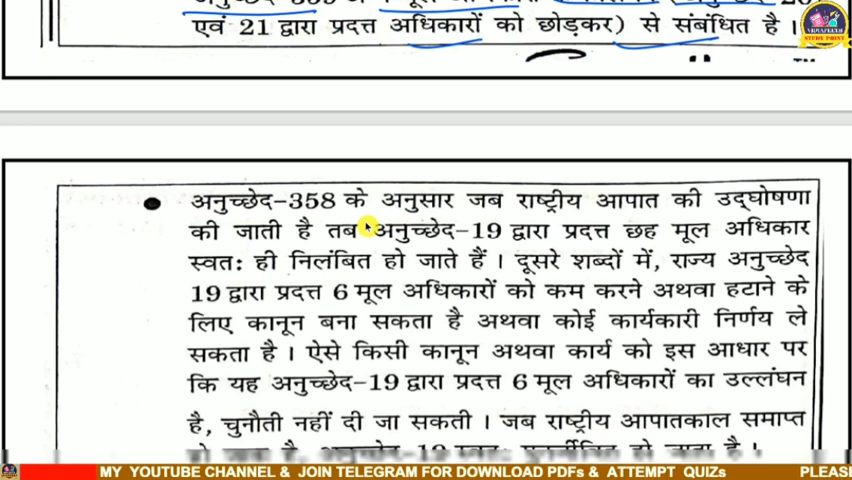 एवं 21 द्वारा प्रदत्त अधिकारों को छोड़कर) से संबंधित है ।
STUDY POINT
TM
अनुच्छेद-358 के अनुसार जब राष्ट्रीय आपात की उद्घोषणा
की जाती है तब अनुच्छेद-19 द्वारा प्रदत्त छह मूल अधिकार
स्वतः ही निलंबित हो जाते हैं । दूसरे शब्दों में, राज्य अनुच्छेद
19 द्वारा प्रदत्त 6 मूल अधिकारों को कम करने अथवा हटाने के
लिए कानून बना सकता है अथवा कोई कार्यकारी निर्णय ले
सकता है । ऐसे किसी कानून अथवा कार्य को इस आधार पर
कि यह अनुच्छेद-19 द्वारा प्रदत्त 6 मूल अधिकारों का उल्लंघन
है, चुनौती नहीं दी जा सकती । जब राष्ट्रीय आपातकाल समाप्त
MY YOUTUBE CHANNEL & JOIN TELEGRAM FOR DOWNLOAD PDFs & ATTEMPT QUIZs PLEAS